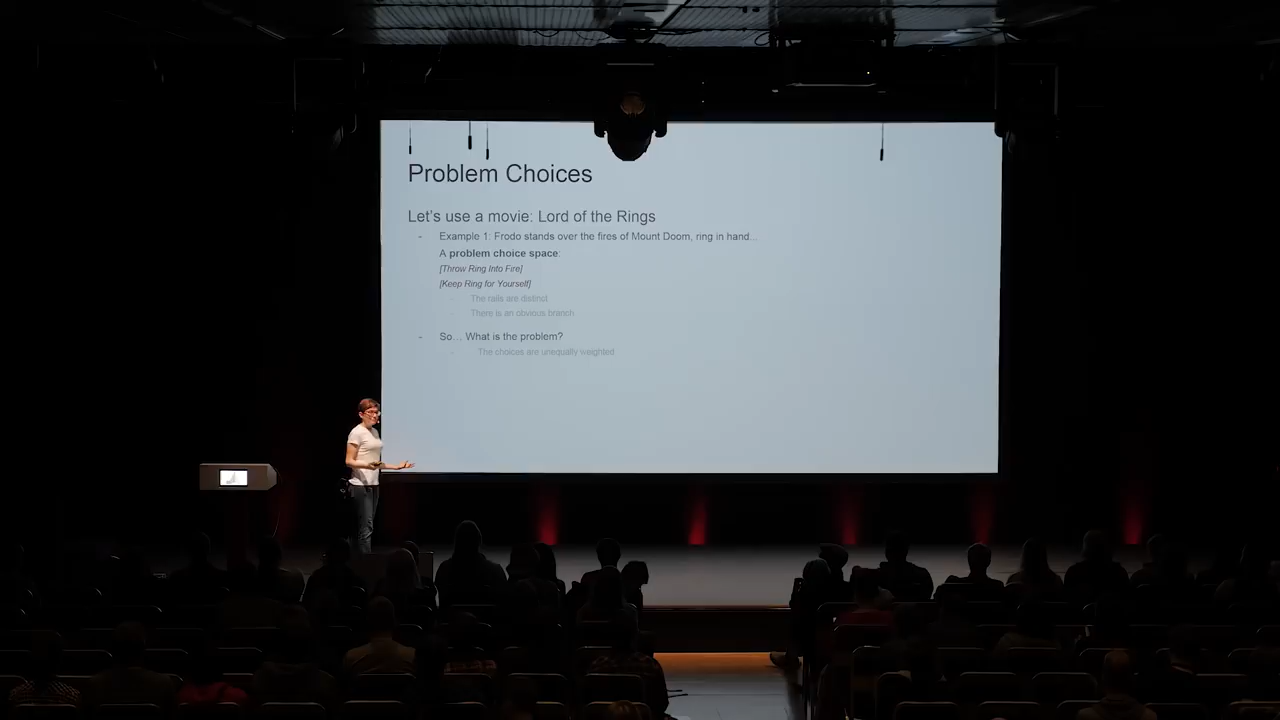 Problem Choices
Let's use a movie: Lord of the Rings
- Example 1: Frodo stands over the fires of Mount Doom, ring in hand...
A problem choice space:
[Throw Ring Into Fire]
[Keep Ring for Yourself]
- The rails are distinct
- There is an obvious branch
- So... What is the problem?
- The choices are unequally weighted